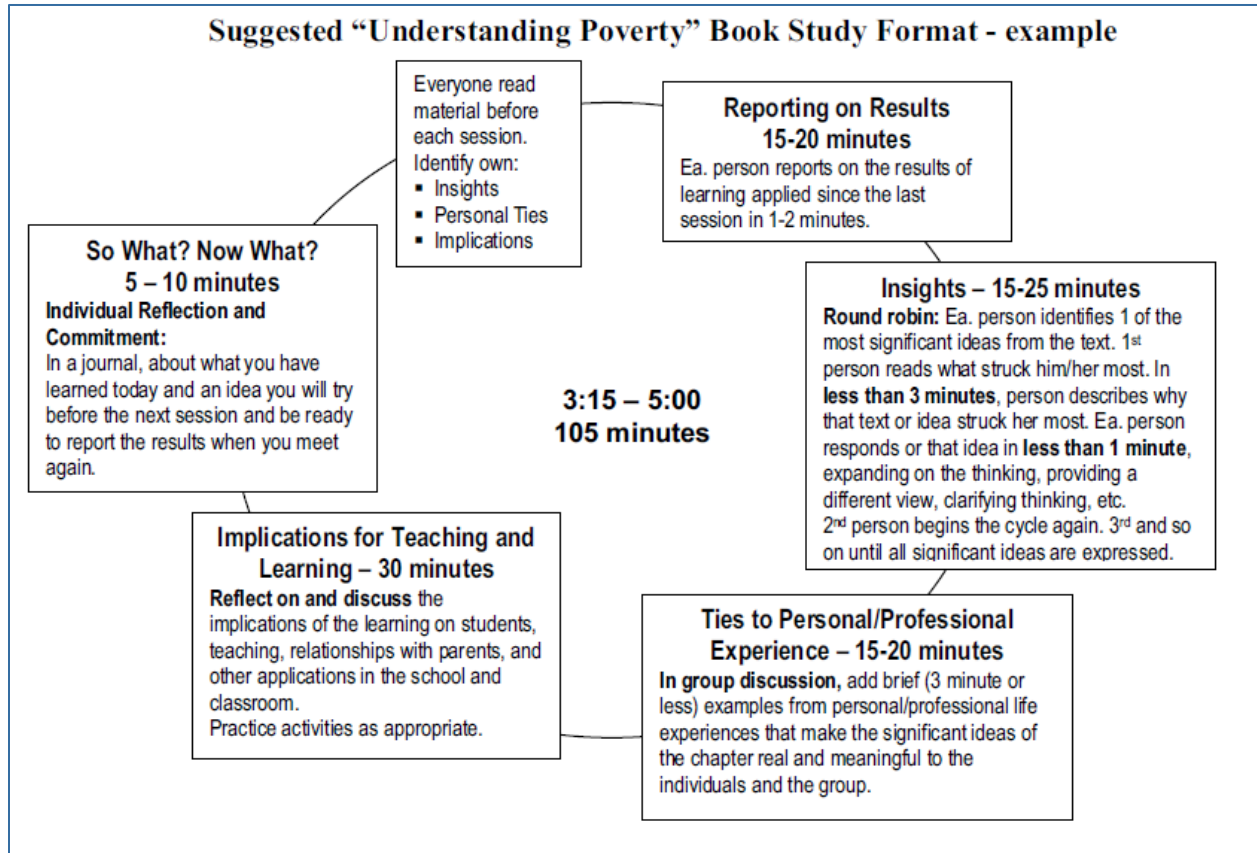 Suggested “Understanding Poverty” Book Study Format - example
Everyone read
material before
each session.
Identify own:
▪ Insights
▪ Personal Ties
▪ Implications
Reporting on Results
15-20 minutes
Ea. person reports on the results of
learning applied since the last
session in 1-2 minutes.
Insights – 15-25 minutes
Round robin: Ea. person identifies 1 of the
most significant ideas from the text. 1st
person reads what struck him/her most. In
less than 3 minutes, person describes why
that text or idea struck her most. Ea. person
responds or that idea in less than 1 minute,
expanding on the thinking, providing a
different view, clarifying thinking, etc.
2nd person begins the cycle again. 3rd and so
on until all significant ideas are expressed.
Ties to Personal/Professional
Experience – 15-20 minutes
In group discussion, add brief (3 minute or
less) examples from personal/professional life
experiences that make the significant ideas of
the chapter real and meaningful to the
individuals and the group.
Implications for Teaching and
Learning – 30 minutes
Reflect on and discuss the
implications of the learning on students,
teaching, relationships with parents, and
other applications in the school and
classroom.
Practice activities as appropriate.
So What? Now What?
5 – 10 minutes
Individual Reflection and
Commitment:
In a journal, about what you have
learned today and an idea you will try
before the next session and be ready
to report the results when you meet
again.
3:15 – 5:00
105 minutes